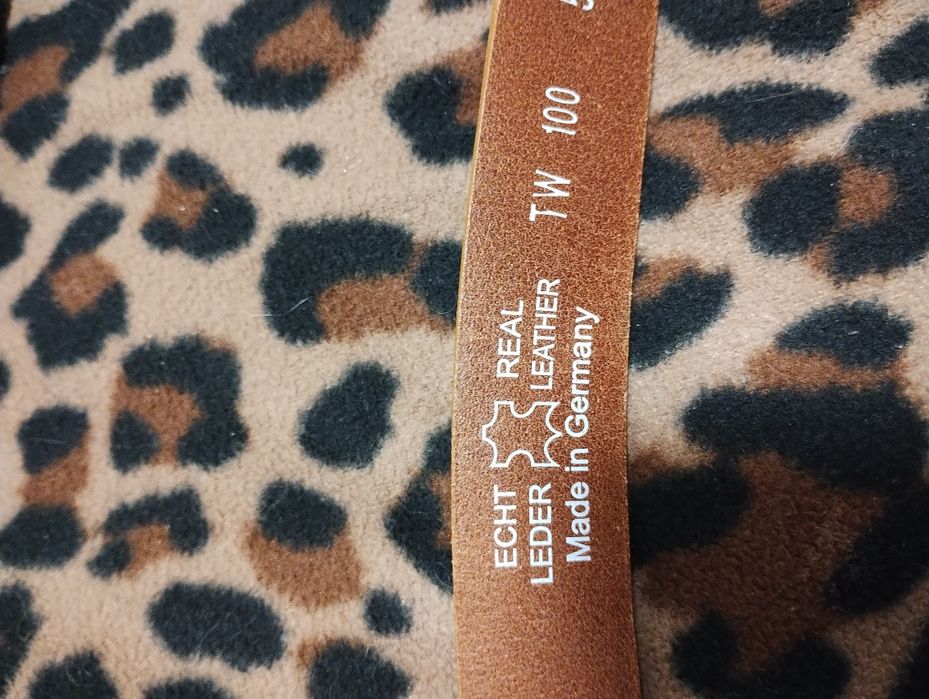 ECHT REAL
LEDER LEATHER TW 100
Made in Germany